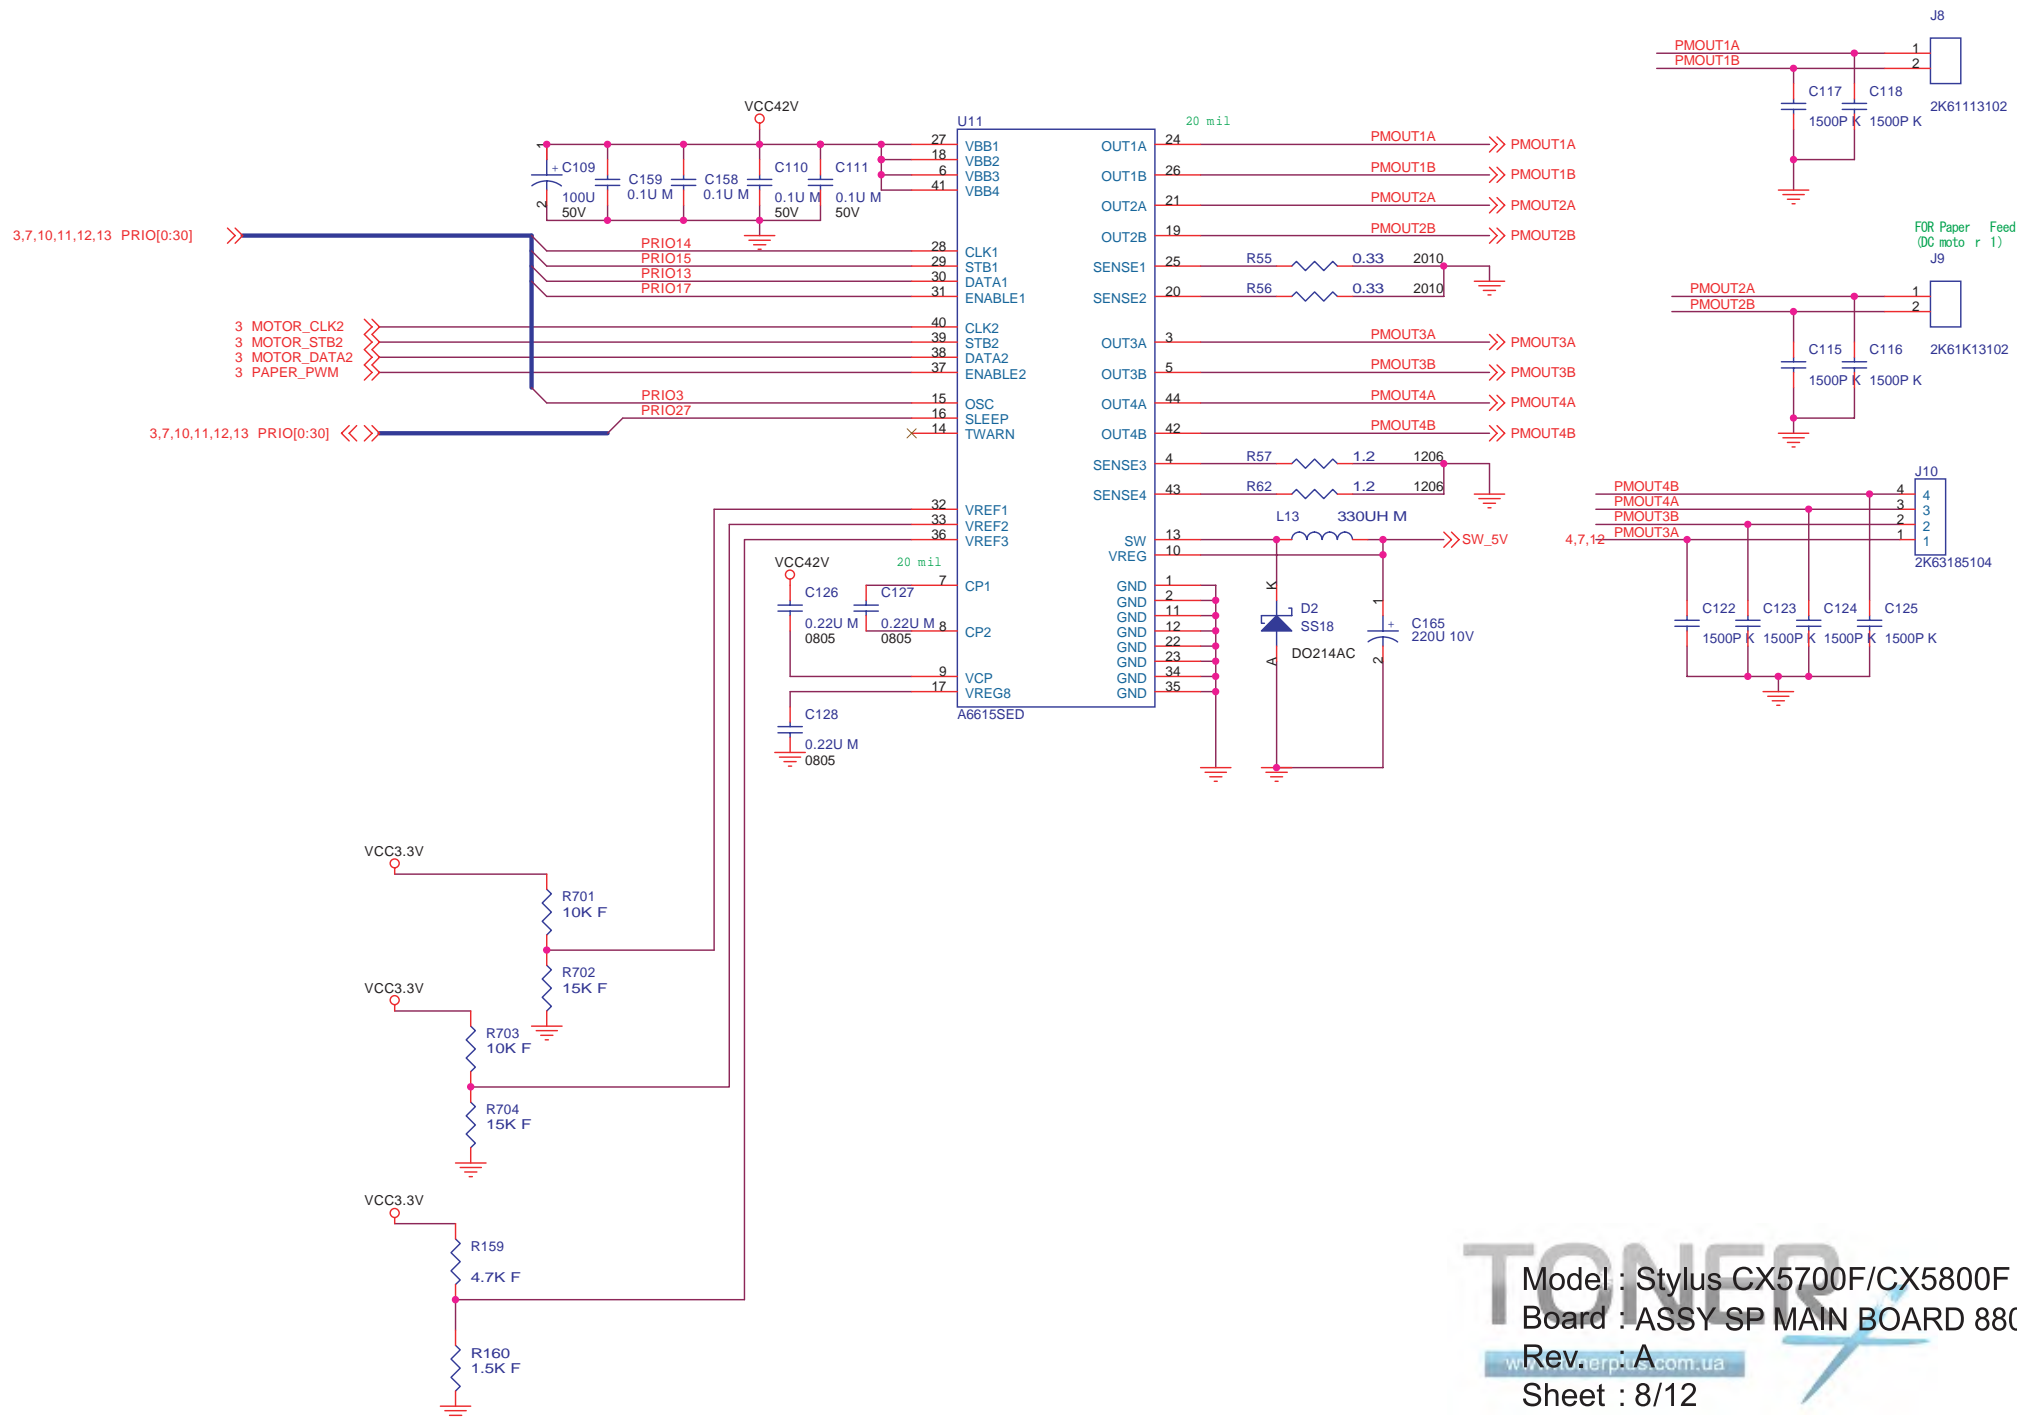 J8
PMOUT1A
PMOUT1B
1
2
C117
1500P K
C118
1500P K
2K61113102
VCC42V
U11
20 mil
1
+
C109
2
100U
50V
C159
0.1U M
C158
0.1U M
C110
0.1U M
50V
C111
0.1U M
50V
27 VBB1
18 VBB2
6 VBB3
41 VBB4
OUT1A 24 PMOUT1A PMOUT1A
OUT1B 26 PMOUT1B PMOUT1B
OUT2A 21 PMOUT2A PMOUT2A
OUT2B 19 PMOUT2B PMOUT2B
3,7,10,11,12,13 PRIO[0:30]
PRIO14 28 CLK1
PRIO15 29 STB1
PRIO13 30 DATA1
PRIO17 31 ENABLE1
SENSE1 25 R55 0.33 2010
SENSE2 20 R56 0.33 2010
FOR Paper Feed
(DC moto r 1)
J9
PMOUT2A
PMOUT2B
1
2
C115
1500P K
C116
1500P K
2K61K13102
3 MOTOR_CLK2 40 CLK2
3 MOTOR_STB2 39 STB2
3 MOTOR_DATA2 38 DATA2
3 PAPER_PWM 37 ENABLE2
OUT3A 3 PMOUT3A PMOUT3A
OUT3B 5 PMOUT3B PMOUT3B
OUT4A 44 PMOUT4A PMOUT4A
OUT4B 42 PMOUT4B PMOUT4B
PRIO3 15 OSC
PRIO27 16 SLEEP
14 TWARN
3,7,10,11,12,13 PRIO[0:30]
SENSE3 4 R57 1.2 1206
SENSE4 43 R62 1.2 1206
J10
PMOUT4B 4 4
PMOUT4A 3 3
PMOUT3B 2 2
4,7,12 PMOUT3A 1 1
2K63185104
C122
1500P K
C123
1500P K
C124
1500P K
C125
1500P K
32 VREF1
33 VREF2
36 VREF3
L13 330UH M
SW 13 SW_5V
VREG 10
VCC42V
20 mil
C126
0.22U M
0805
C127
0.22U M
0805
7 CP1
8 CP2
9 VCP
17 VREG8
C128
0.22U M
0805
GND 1
GND 2
GND 11
GND 12
GND 22
GND 23
GND 34
GND 35
A6615SED
K
D2
SS18
A
DO214AC
1
+
C165
220U 10V
2
VCC3.3V
R701
10K F
R702
15K F
VCC3.3V
R703
10K F
R704
15K F
VCC3.3V
R159
4.7K F
R160
1.5K F
TONER
Model : Stylus CX5700F/CX5800F
Board : ASSY SP MAIN BOARD 880
Rev. : A
www.tonerplus.com.ua
Sheet : 8/12